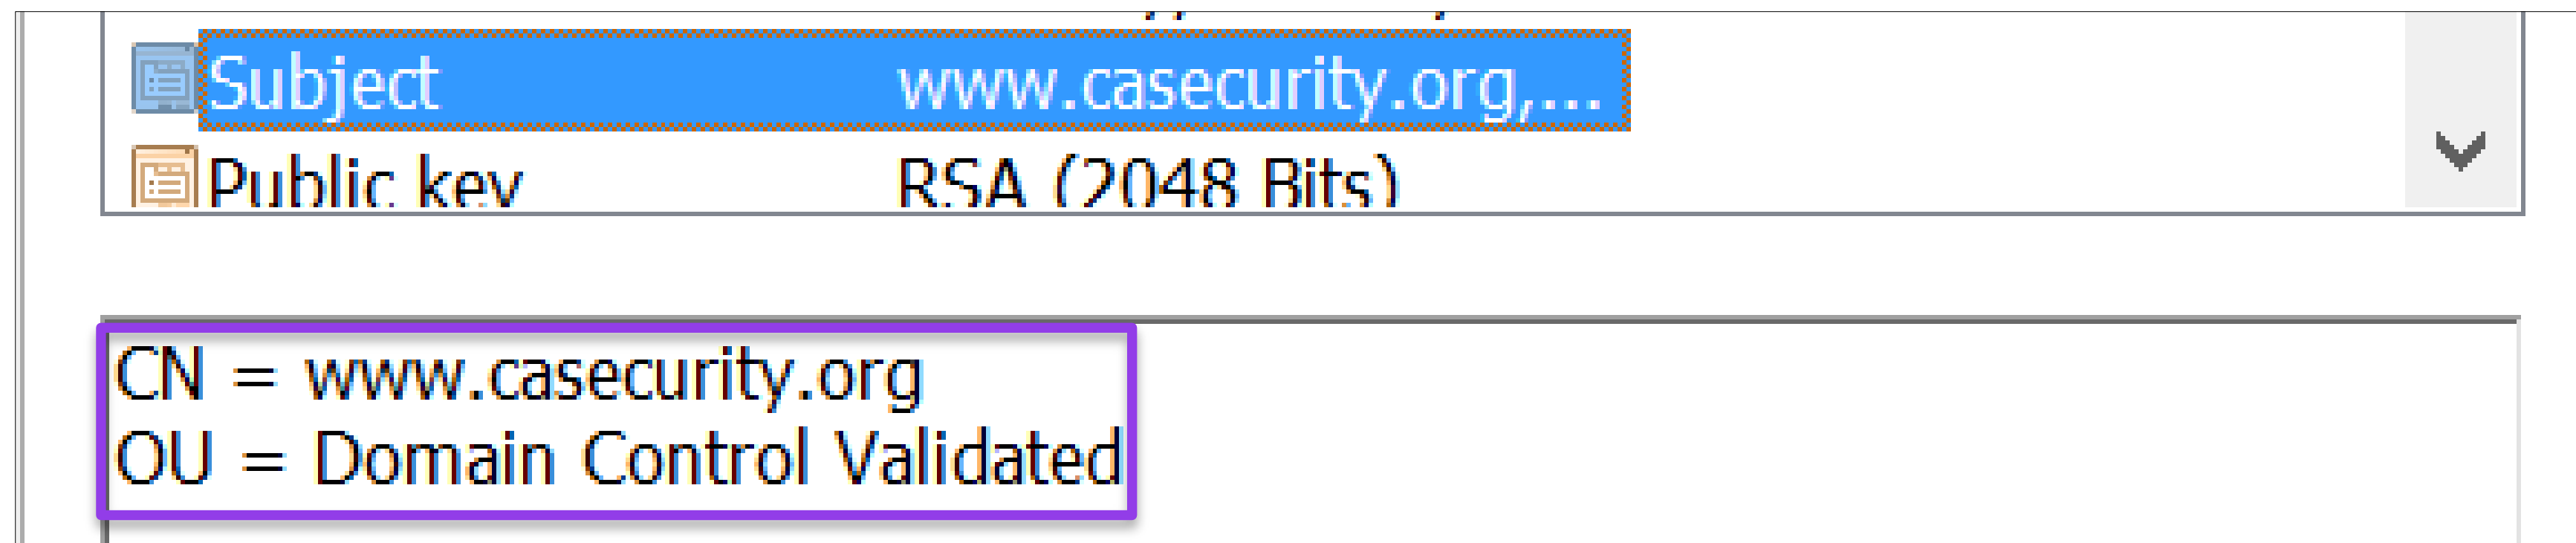 Subject www.casecurity.org,...
Public key RSA (2048 Bits)
CN = www.casecurity.org
OU = Domain Control Validated